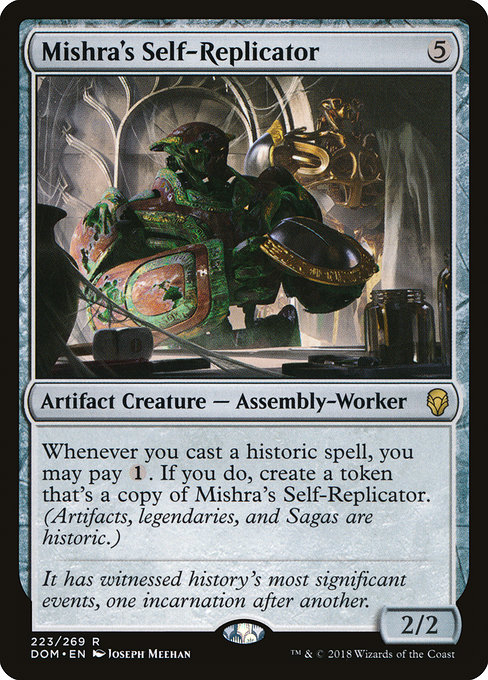 Mishra's Self-Replicator 5
Artifact Creature — Assembly-Worker
Whenever you cast a historic spell, you
may pay 1. If you do, create a token
that's a copy of Mishra's Self-Replicator.
(Artifacts, legendaries, and Sagas are
historic.)
It has witnessed history's most significant
events, one incarnation after another.
2/2
223/269 R
DOM • EN Joseph Meehan
™ & © 2018 Wizards of the Coast